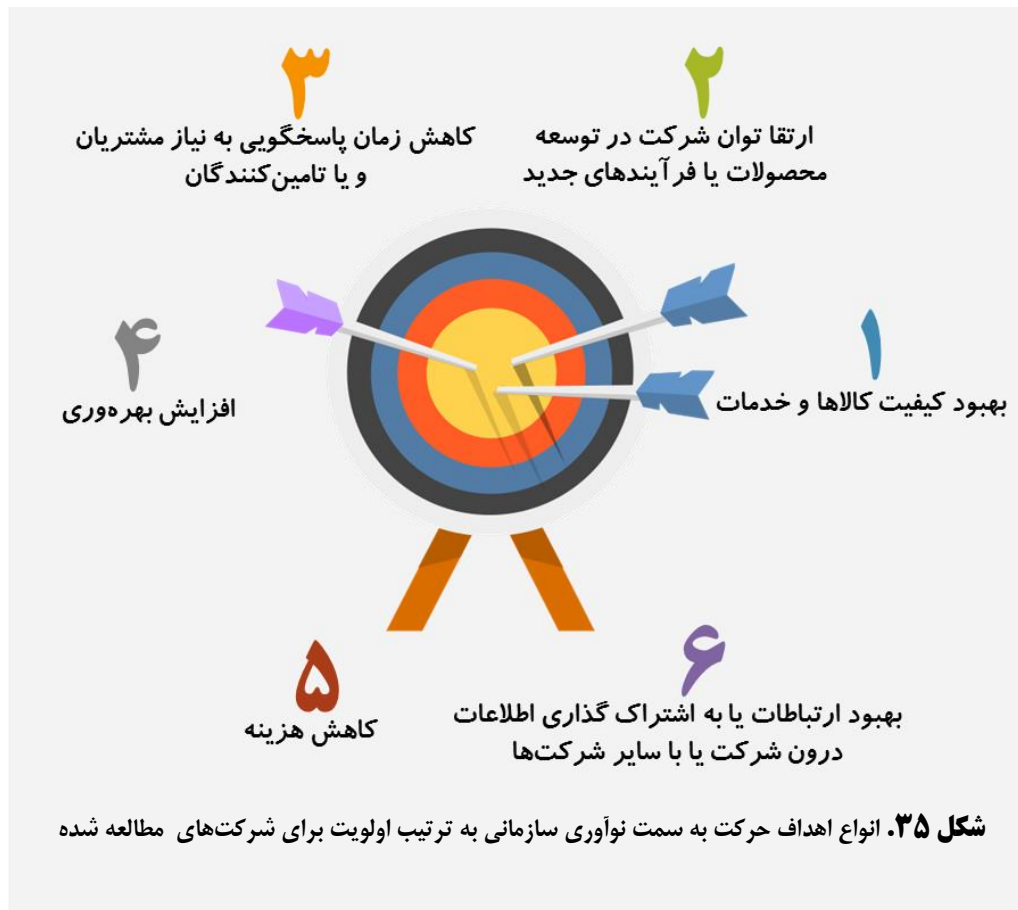 ۳
کاهش زمان پاسخگویی به نیاز مشتریان
و یا تامین‌کنندگان
۲
ارتقا توان شرکت در توسعه
محصولات یا فرآیندهای جدید
۴
افزایش بهره‌وری
۱
بهبود کیفیت کالاها و خدمات
۵
کاهش هزینه
۶
بهبود ارتباطات یا به اشتراک گذاری اطلاعات
درون شرکت یا با سایر شرکت‌ها
شکل ۳۵. انواع اهداف حرکت به سمت نوآوری سازمانی به ترتیب اولویت برای شرکت‌های مطالعه شده